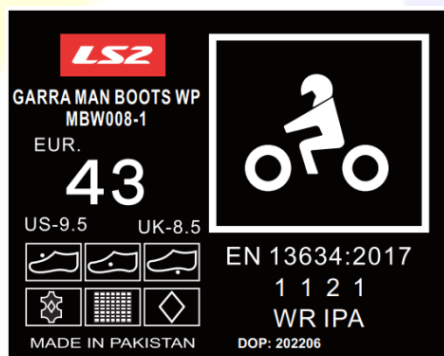 LS2
GARRA MAN BOOTS WP
MBW008-1
EUR.
43
US-9.5 UK-8.5
MADE IN PAKISTAN
EN 13634:2017
1 1 2 1
WR IPA
DOP: 202206